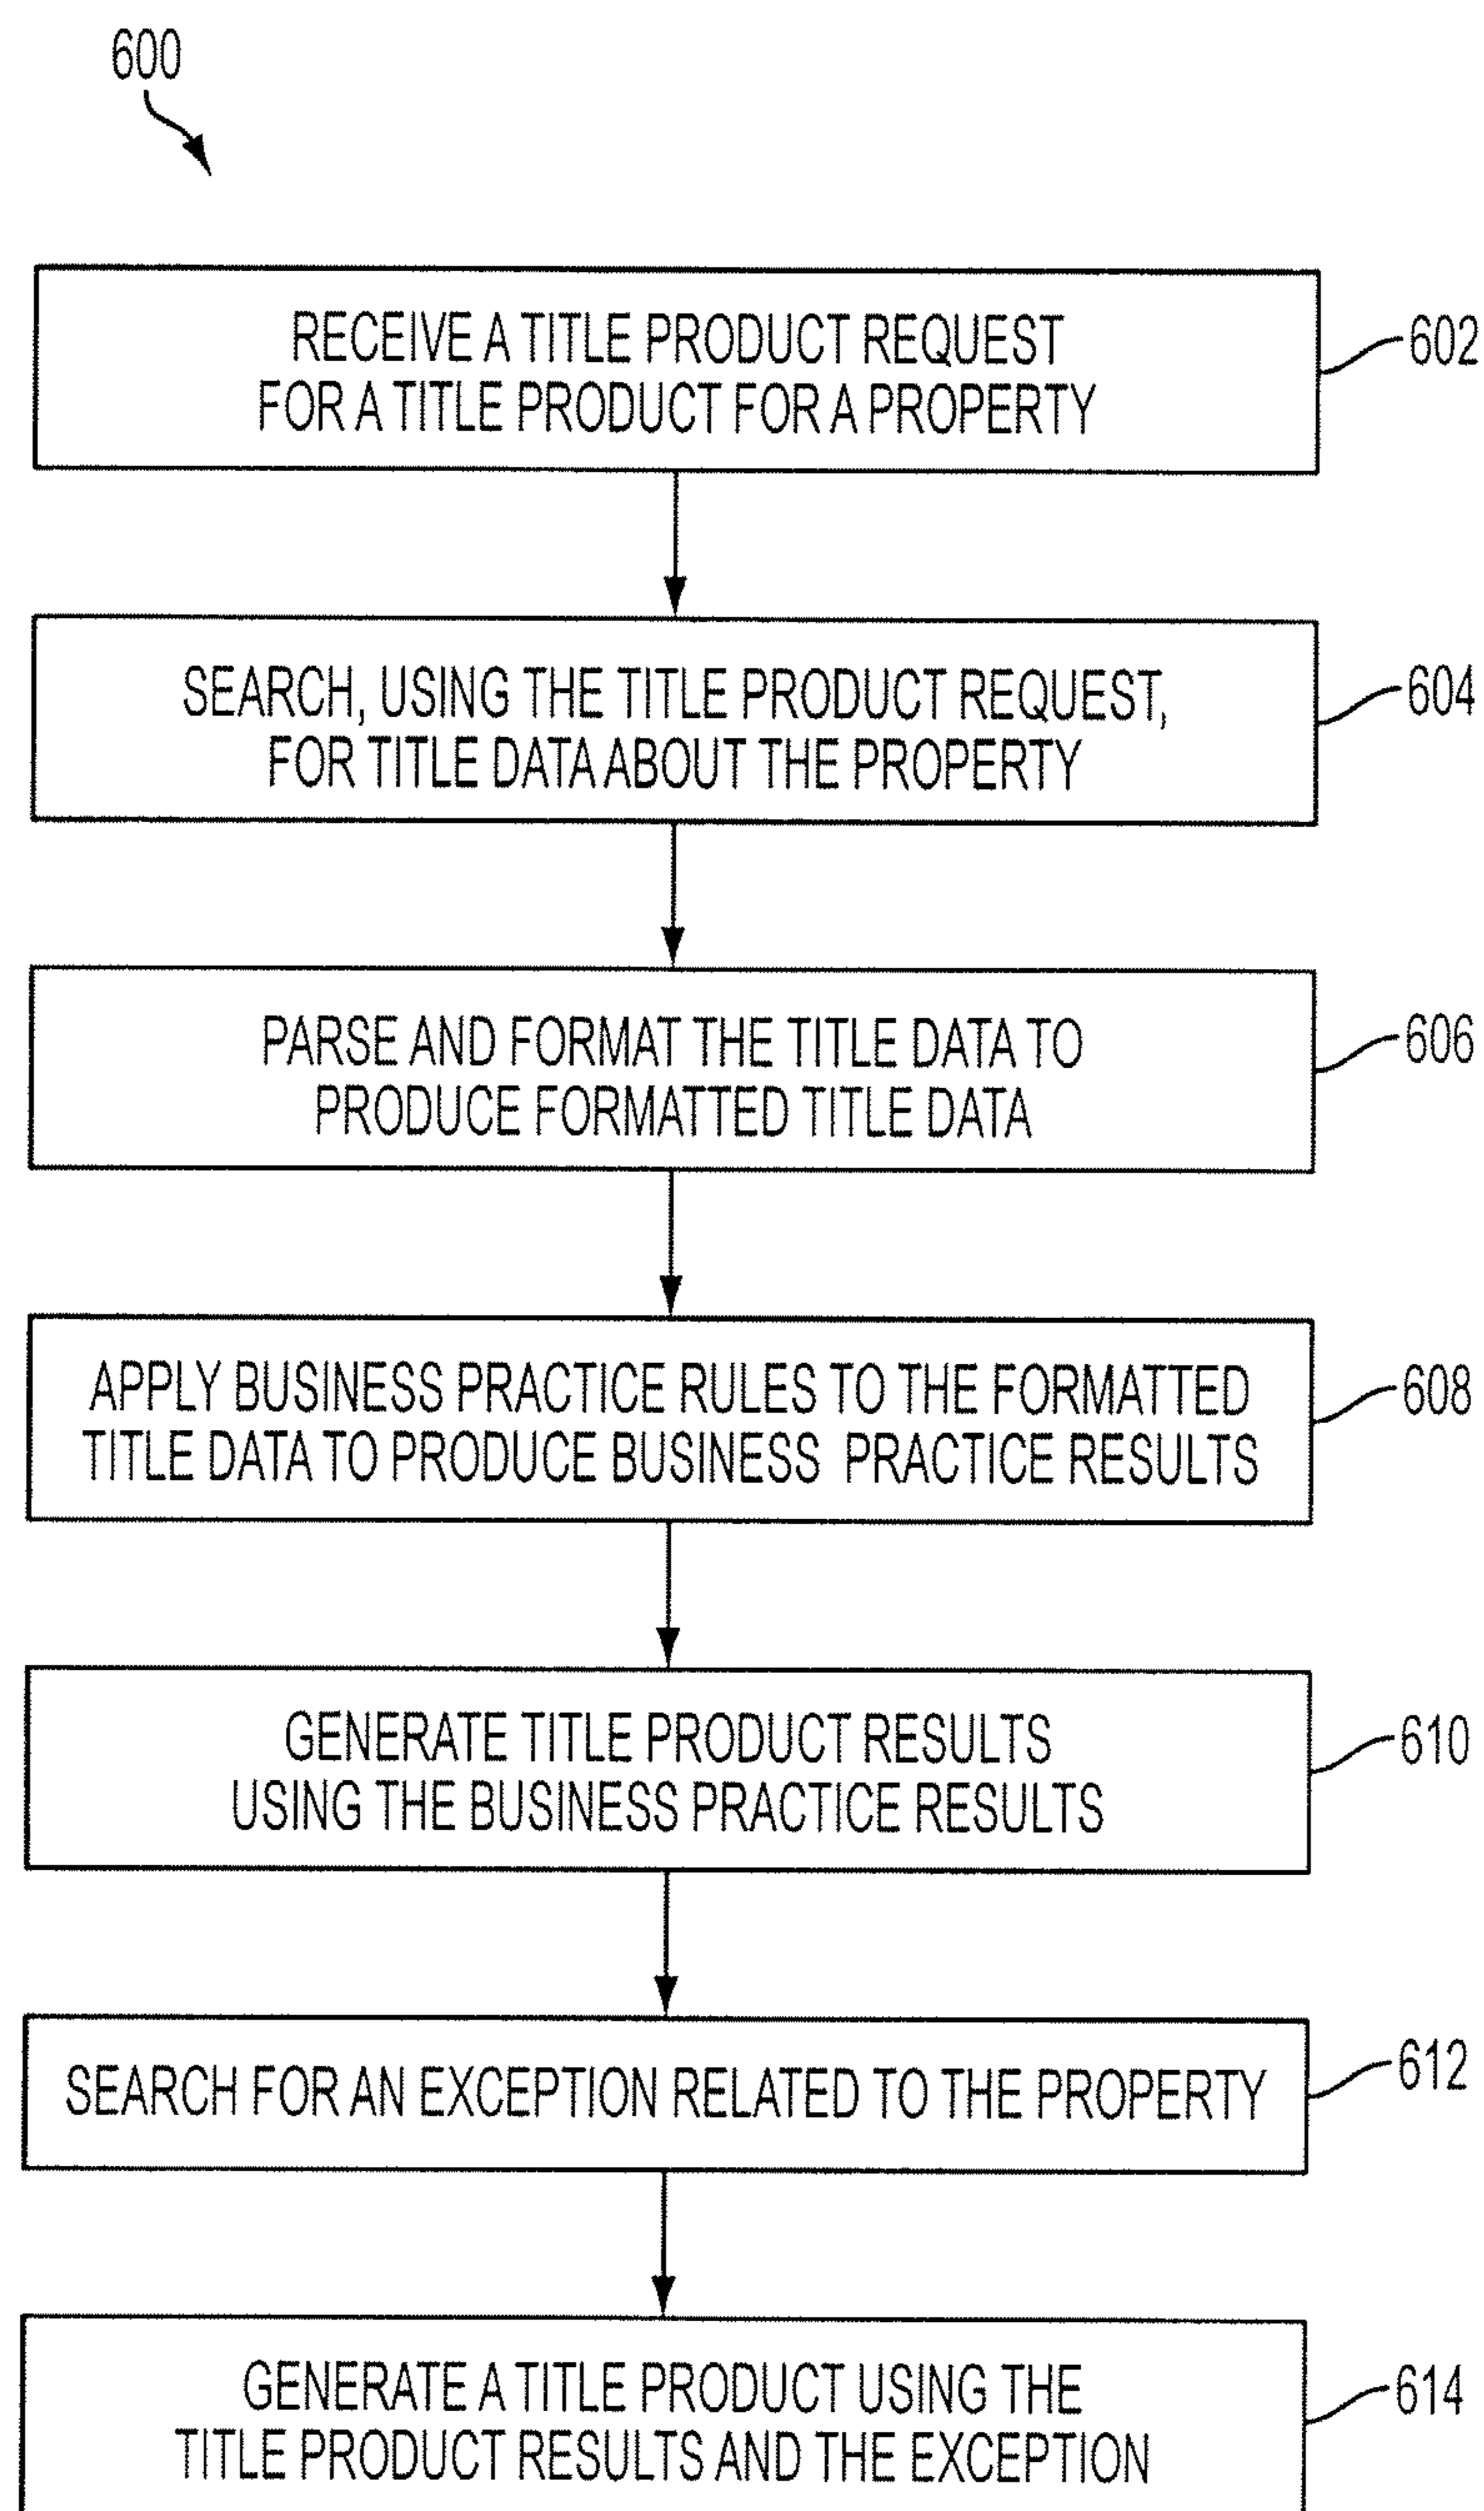 600
RECEIVE A TITLE PRODUCT REQUEST
FOR A TITLE PRODUCT FOR A PROPERTY
602
SEARCH, USING THE TITLE PRODUCT REQUEST,
FOR TITLE DATA ABOUT THE PROPERTY
604
PARSE AND FORMAT THE TITLE DATA TO
PRODUCE FORMATTED TITLE DATA
606
APPLY BUSINESS PRACTICE RULES TO THE FORMATTED
TITLE DATA TO PRODUCE BUSINESS PRACTICE RESULTS
608
GENERATE TITLE PRODUCT RESULTS
USING THE BUSINESS PRACTICE RESULTS
610
SEARCH FOR AN EXCEPTION RELATED TO THE PROPERTY
612
GENERATE A TITLE PRODUCT USING THE
TITLE PRODUCT RESULTS AND THE EXCEPTION
614